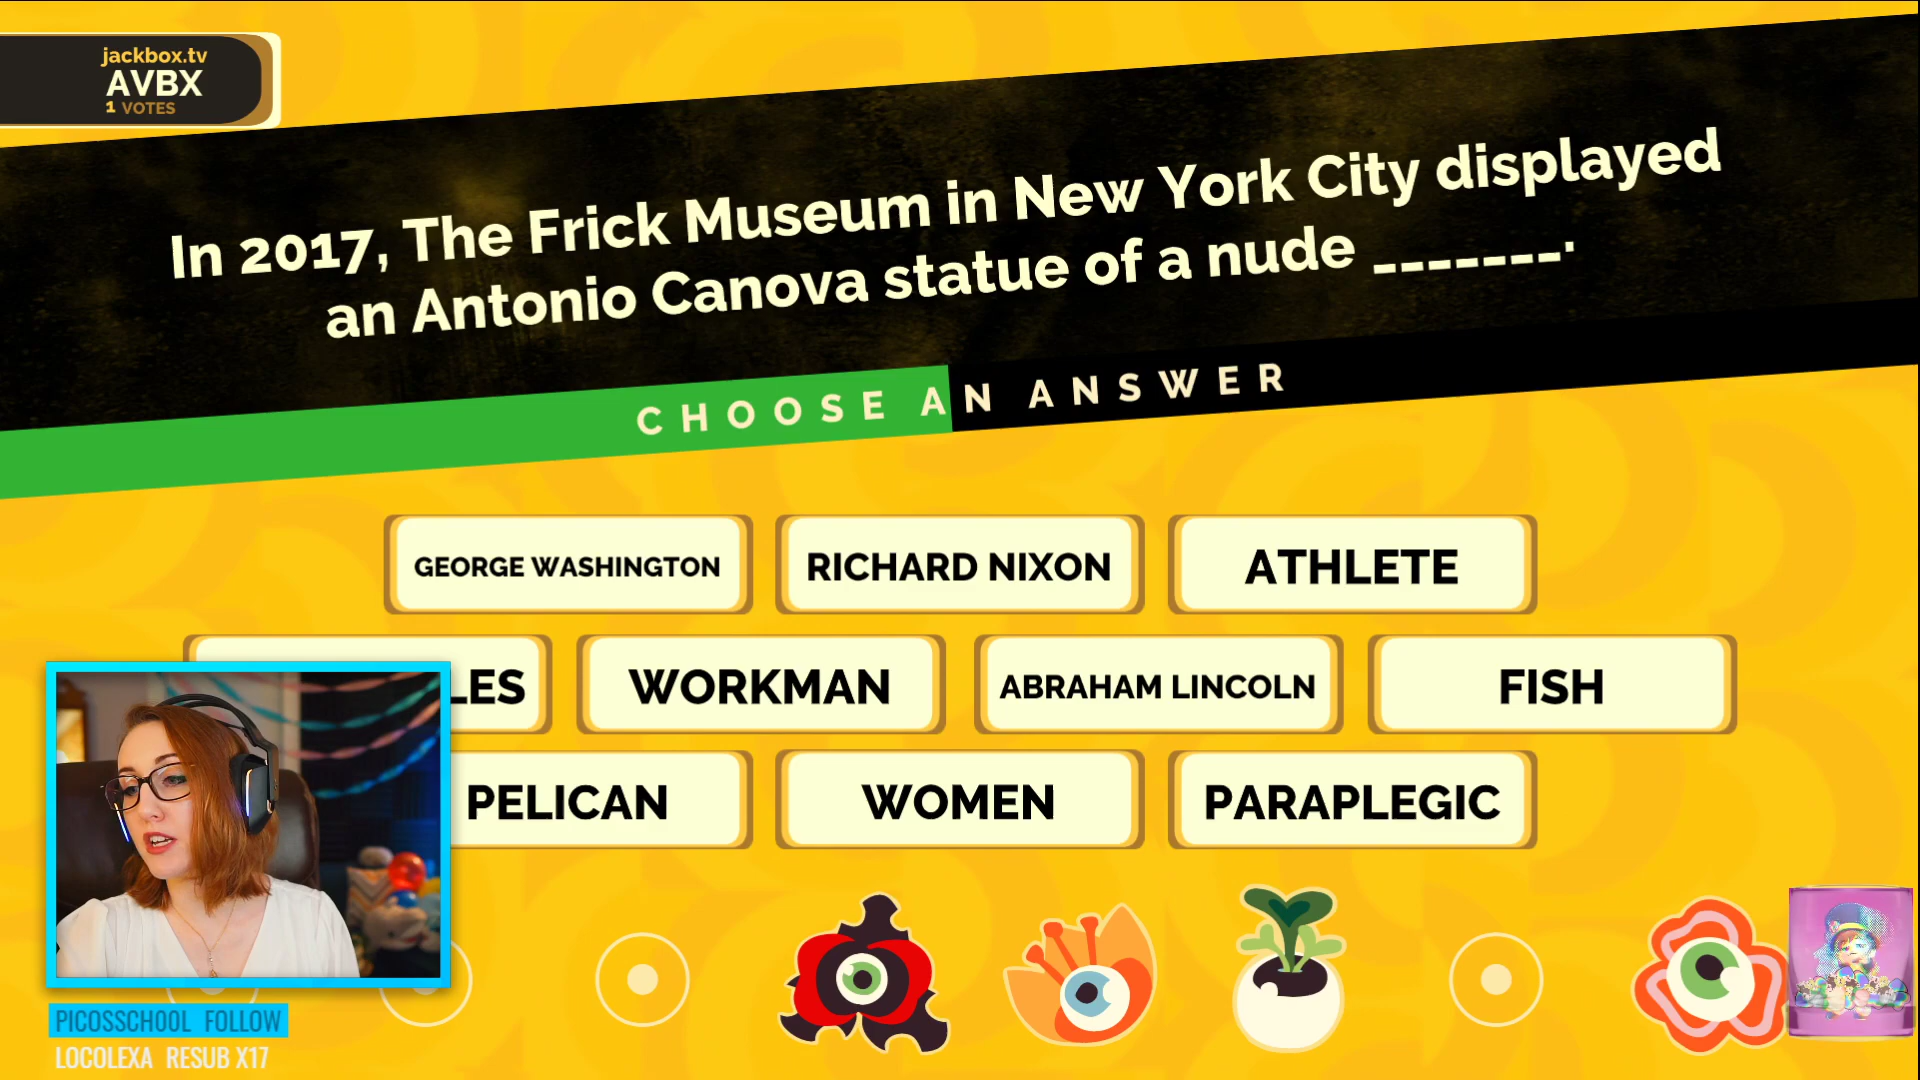 jackbox.tv
AVBX
1 VOTES
In 2017, The Frick Museum in New York City displayed
an Antonio Canova statue of a nude _______.
CHOOSE AN ANSWER
GEORGE WASHINGTON
RICHARD NIXON
ATHLETE
LES
WORKMAN
ABRAHAM LINCOLN
FISH
PELICAN
WOMEN
PARAPLEGIC
PICOSSCHOOL FOLLOW
LOCOLEXA RESUB X17